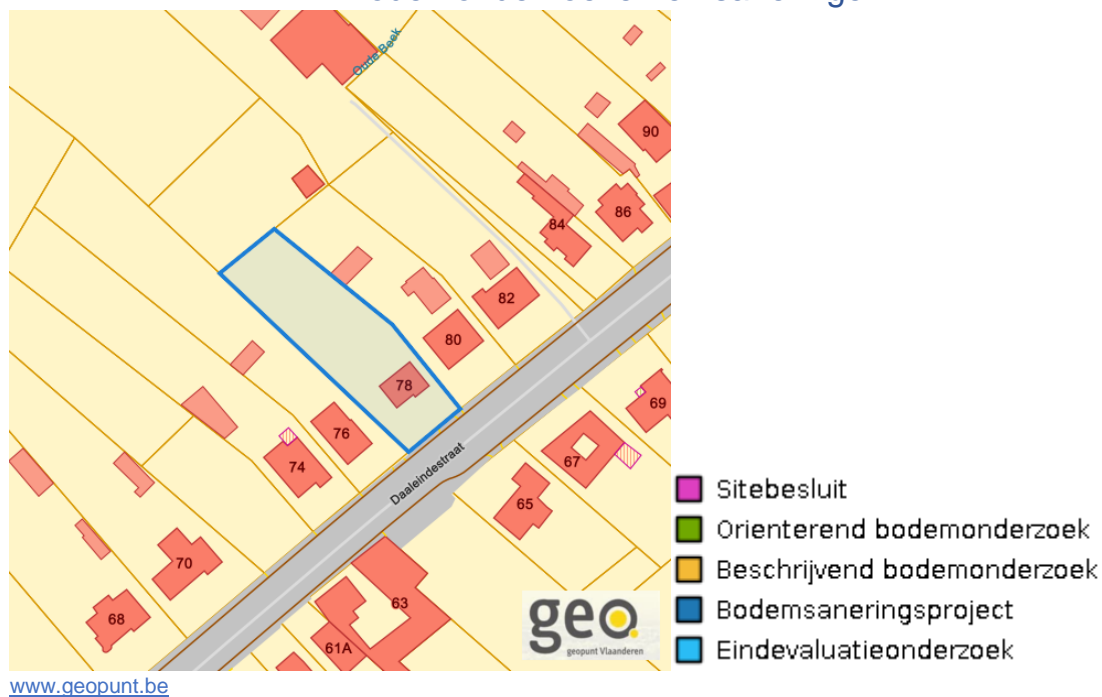 Oude Beek
90
86
84
82
80
78
76
74
69
67
65
70
68
63
61A
Daaleindestraat
geo
geopunt Vlaanderen
Sitebesluit
Orienterend bodemonderzoek
Beschrijvend bodemonderzoek
Bodemsaneringsproject
Eindevaluatieonderzoek
www.geopunt.be